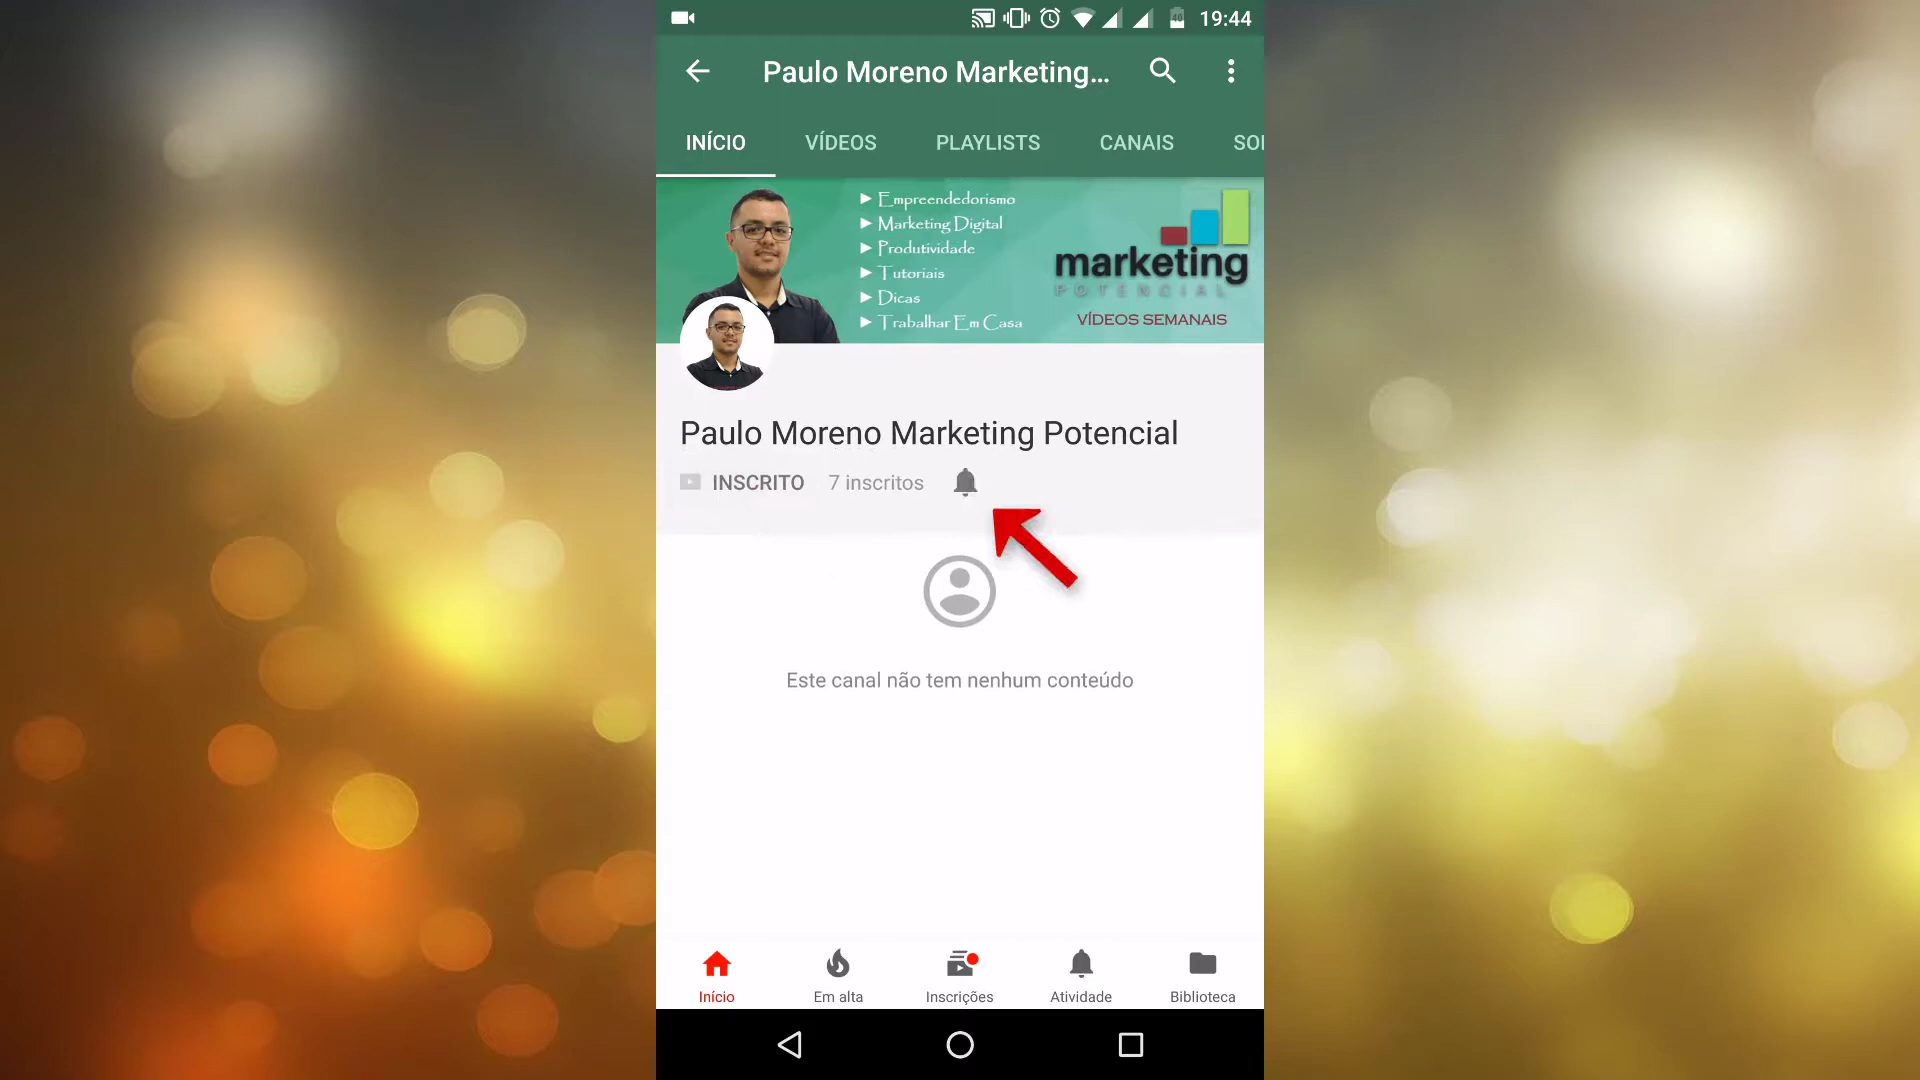 19:44
Paulo Moreno Marketing...
INÍCIO VÍDEOS PLAYLISTS CANAIS
Empreendedorismo
Marketing Digital
Produtividade
Tutoriais
Dicas
Trabalhar Em Casa
marketing
POTENCIAL
VÍDEOS SEMANAIS
Paulo Moreno Marketing Potencial
INSCRITO 7 inscritos
Este canal não tem nenhum conteúdo
Início Em alta Inscrições Atividade Biblioteca